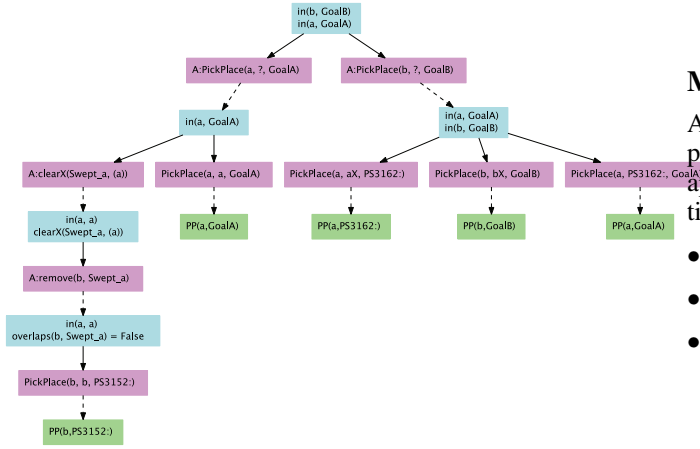 in(b, GoalB)
in(a, GoalA)
A:PickPlace(a, ?, GoalA)
A:PickPlace(b, ?, GoalB)
in(a, GoalA)
in(a, GoalA)
in(b, GoalB)
A:clearX(Swept_a, (a))
PickPlace(a, a, GoalA)
PickPlace(a, aX, PS3162:)
PickPlace(b, bX, GoalB)
PickPlace(a, PS3162:, GoalA)
in(a, a)
clearX(Swept_a, (a))
PP(a,GoalA)
PP(a,PS3162:)
PP(b,GoalB)
PP(a,GoalA)
A:remove(b, Swept_a)
in(a, a)
overlaps(b, Swept_a) = False
PickPlace(b, b, PS3152:)
PP(b,PS3152:)
M
A
p
ti
•
•
•